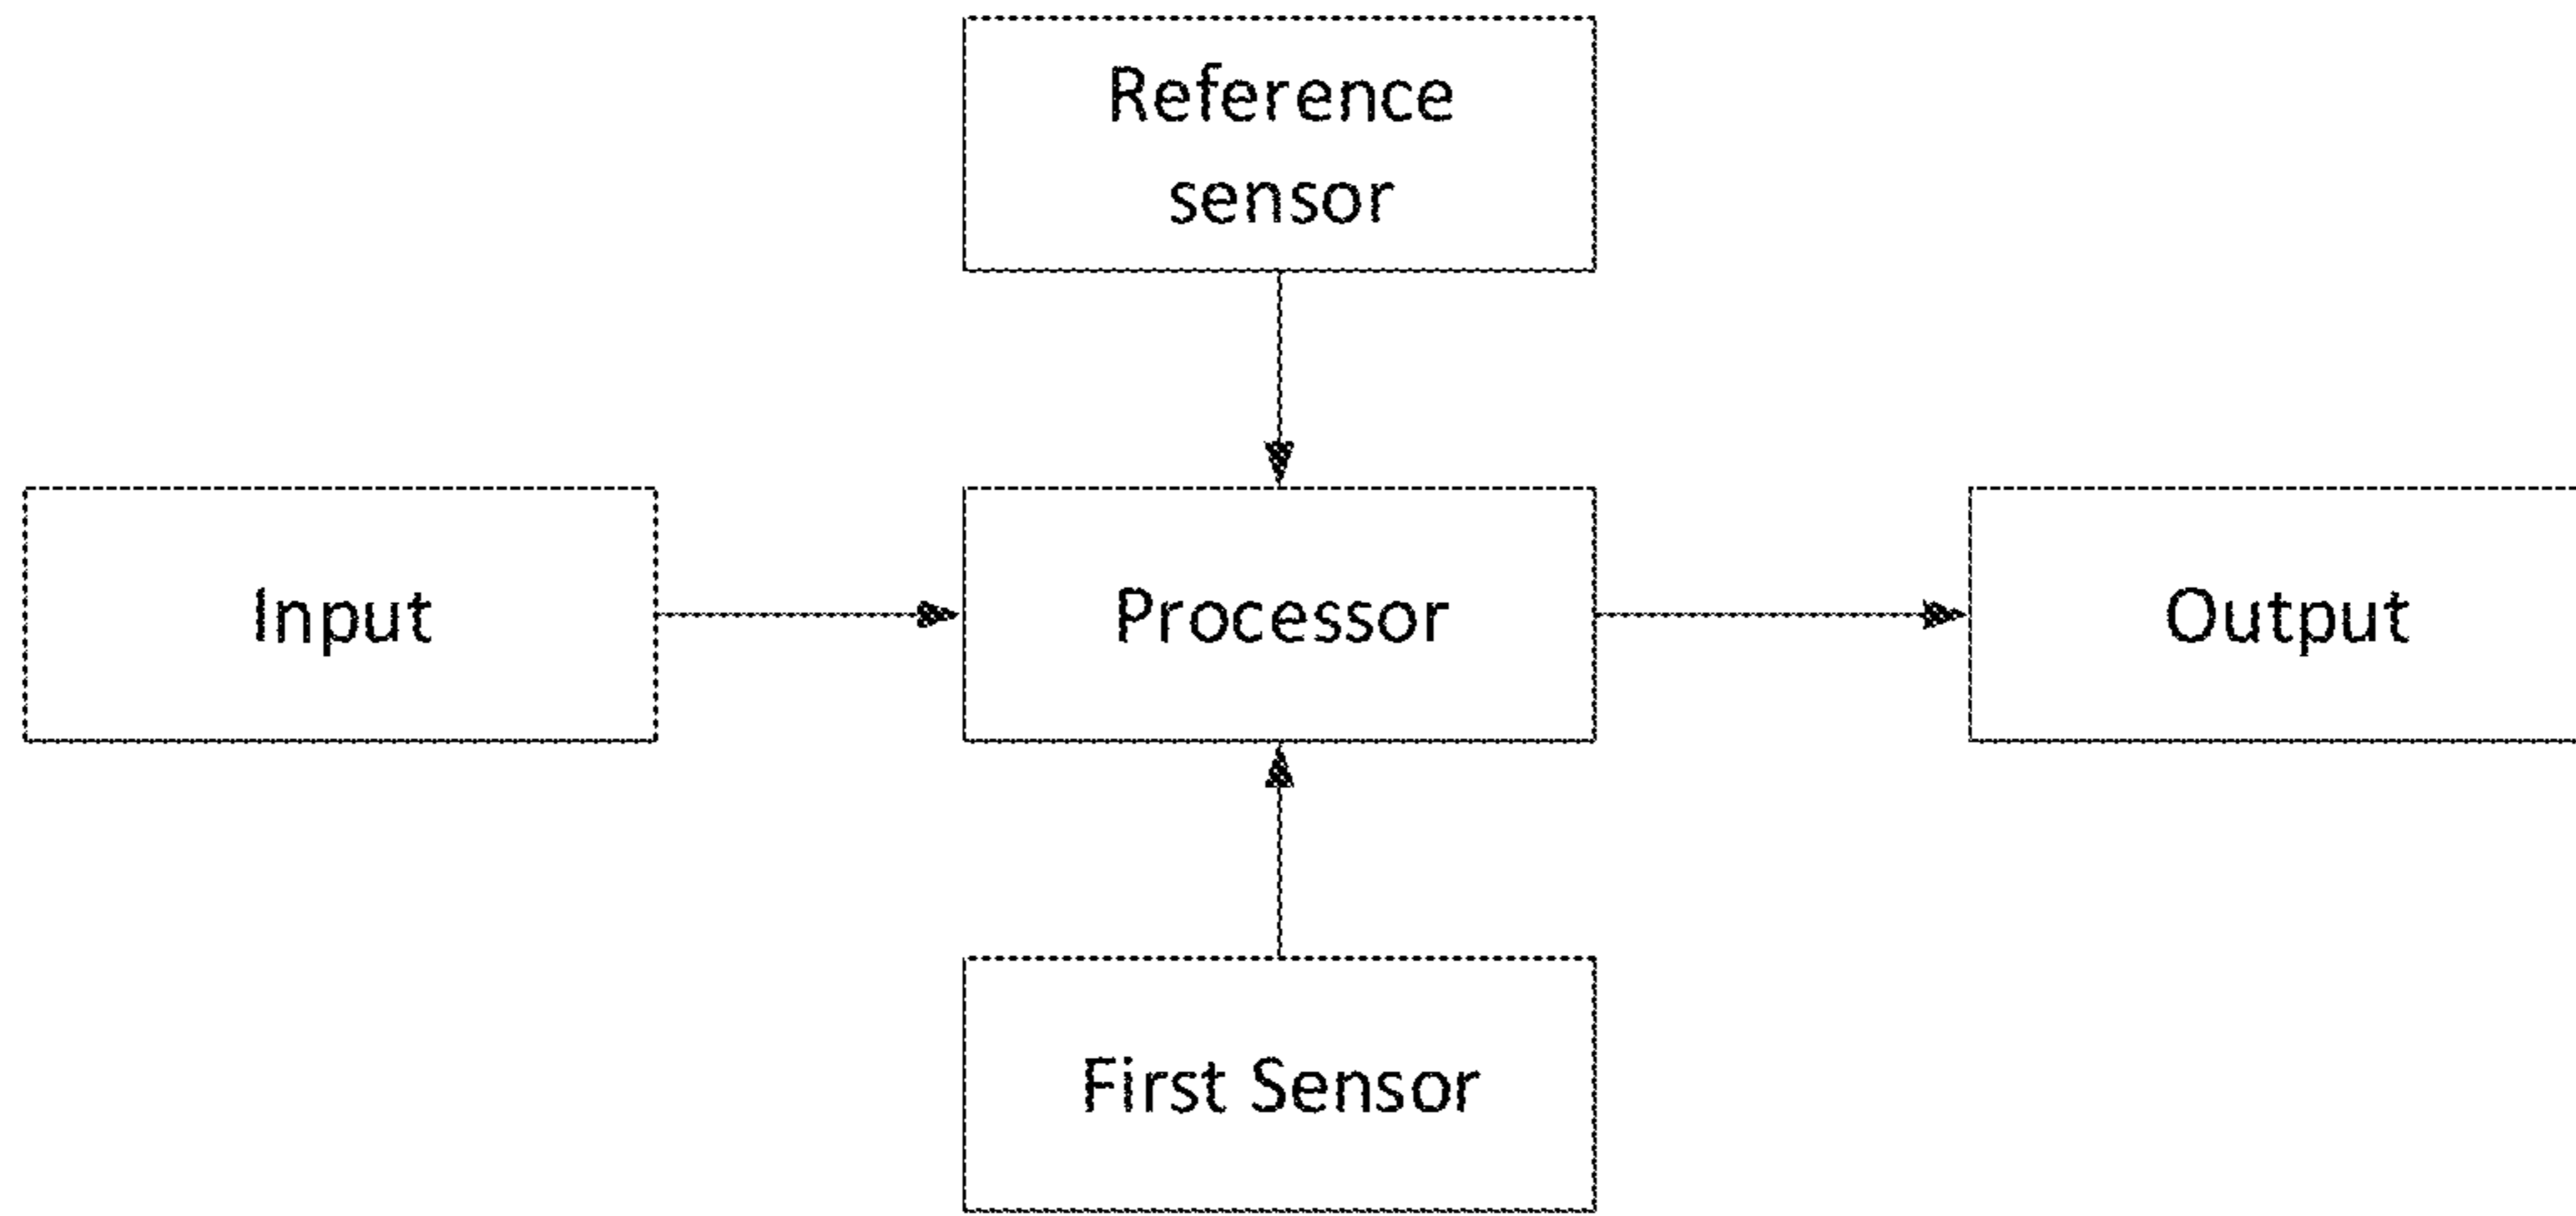 Reference
sensor
Input
Processor
Output
First Sensor